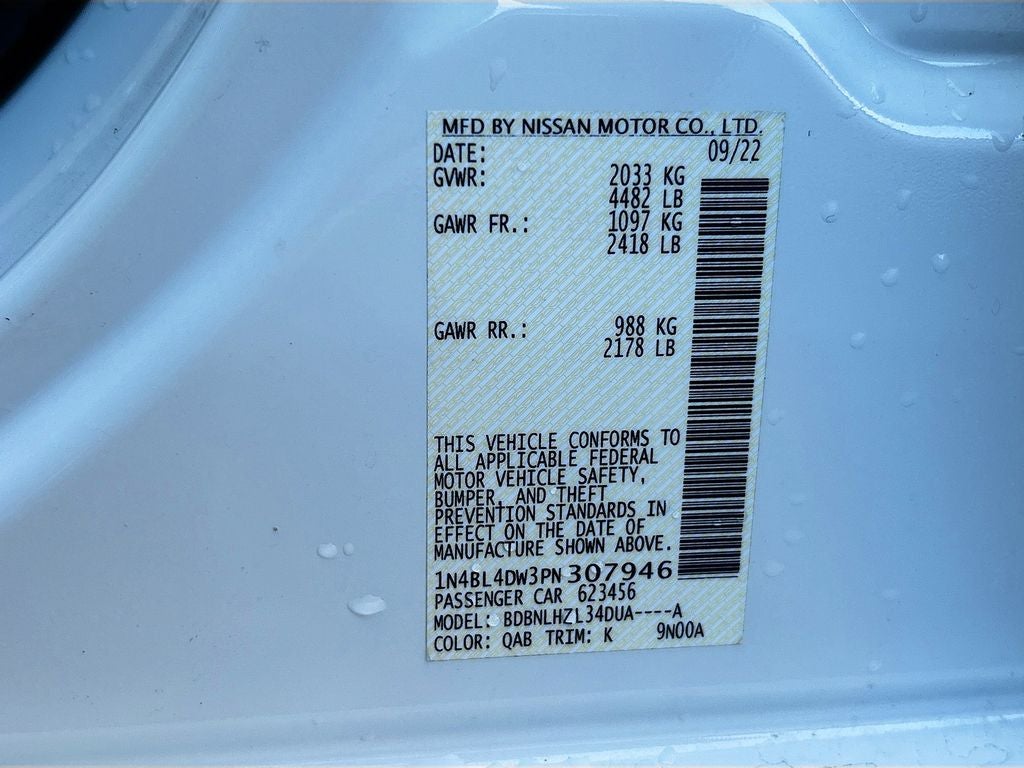 MFD BY NISSAN MOTOR CO., LTD.
DATE: 09/22
GVWR: 2033 KG
4482 LB
GAWR FR.: 1097 KG
2418 LB
GAWR RR.: 988 KG
2178 LB
THIS VEHICLE CONFORMS TO
ALL APPLICABLE FEDERAL
MOTOR VEHICLE SAFETY,
BUMPER, AND THEFT
PREVENTION STANDARDS IN
EFFECT ON THE DATE OF
MANUFACTURE SHOWN ABOVE.
1N4BL4DW3PN307946
PASSENGER CAR 623456
MODEL: BDBNLHZL34DUA----A
COLOR: QAB TRIM: K 9N00A